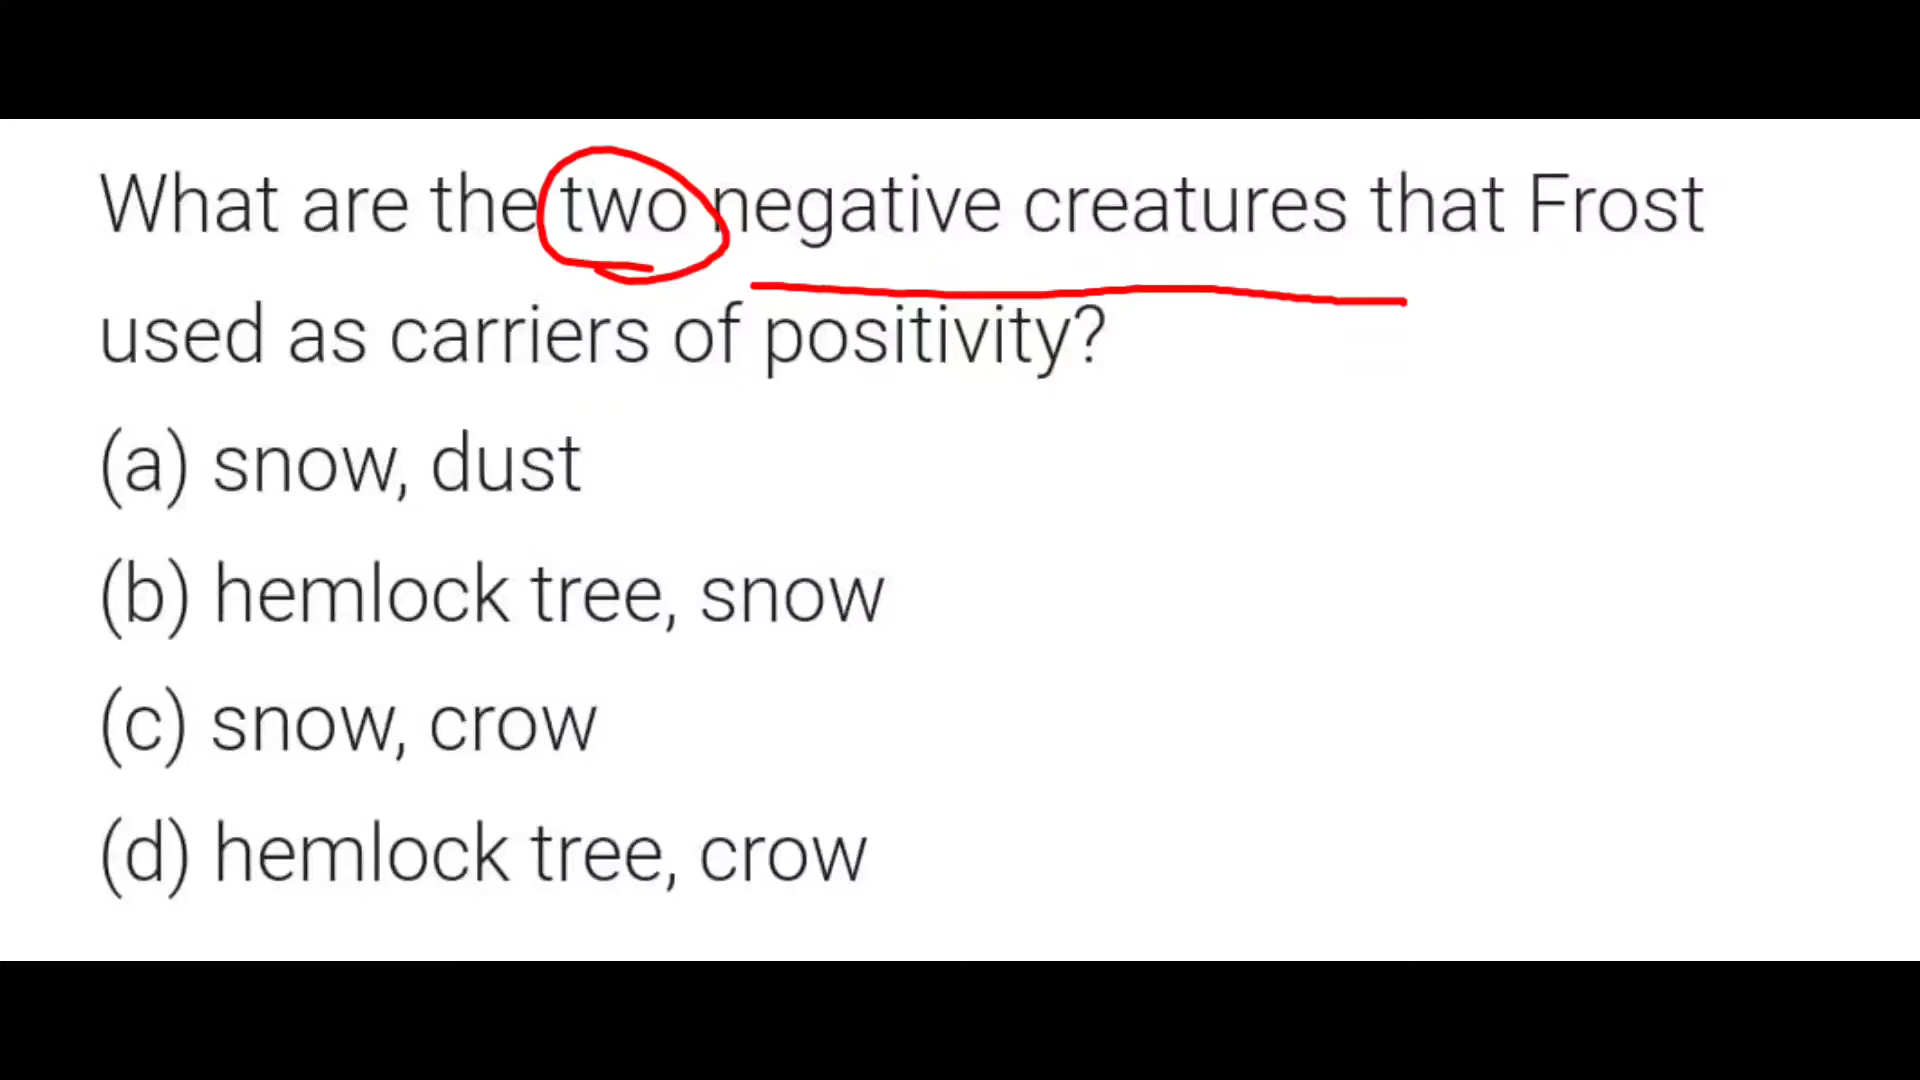 What are the two negative creatures that Frost
used as carriers of positivity?
(a) snow, dust
(b) hemlock tree, snow
(c) snow, crow
(d) hemlock tree, crow